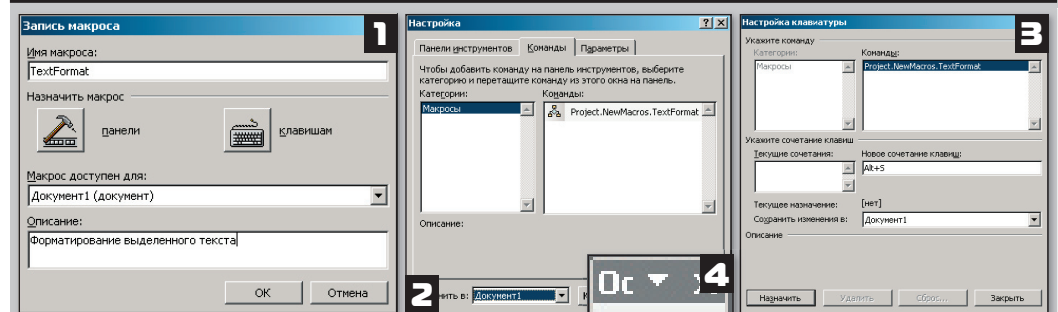 Запись макроса
1
Имя макроса:
TextFormat
Назначить макрос
панели
клавишам
Макрос доступен для:
Документ1 (документ)
Описание:
Форматирование выделенного текста
ОК
Отмена
Настройка
Панели инструментов
Команды
Параметры
Чтобы добавить команду на панель инструментов, выберите
категорию и перетащите команду из этого окна на панель.
Категории:
Команды:
Макросы
Project.NewMacros.TextFormat
Описание:
2
нить в:
Документ1
4
Настройка клавиатуры
3
Укажите команду
Категории:
Команды:
Макросы
Project.NewMacros.TextFormat
Укажите сочетание клавиш
Текущие сочетания:
Новое сочетание клавиш:
Alt+S
Текущее назначение:
[нет]
Сохранить изменения в:
Документ1
Описание
Назначить
Удалить
Сброс...
Закрыть